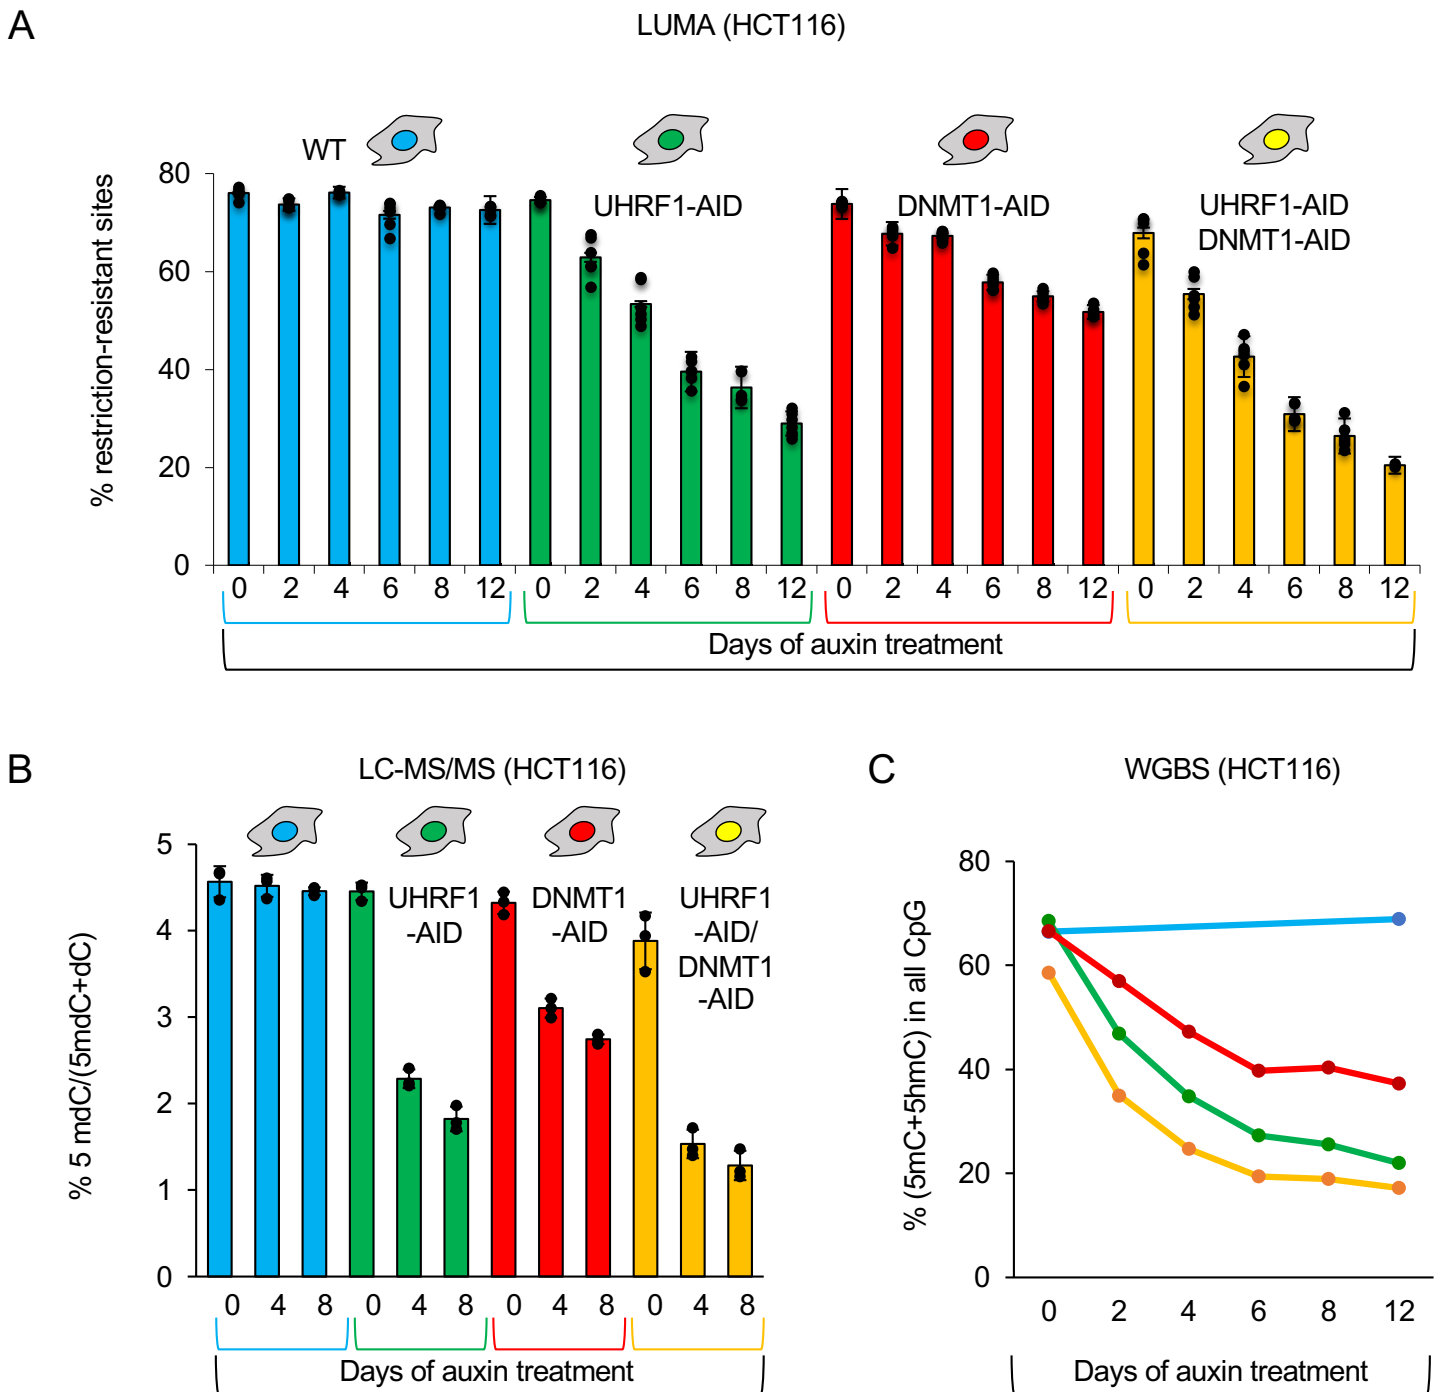 A
LUMA (HCT116)
% restriction-resistant sites
80
60
40
20
0
WT
UHRF1-AID
DNMT1-AID
UHRF1-AID
DNMT1-AID
0 2 4 6 8 12 0 2 4 6 8 12 0 2 4 6 8 12 0 2 4 6 8 12
Days of auxin treatment
B
LC-MS/MS (HCT116)
% 5 mdC/(5mdC+dC)
5
4
3
2
1
0
UHRF1
-AID
DNMT1
-AID
UHRF1
-AID/
DNMT1
-AID
0 4 8 0 4 8 0 4 8 0 4 8
Days of auxin treatment
C
WGBS (HCT116)
% (5mC+5hmC) in all CpG
80
60
40
20
0
0 2 4 6 8 12
Days of auxin treatment